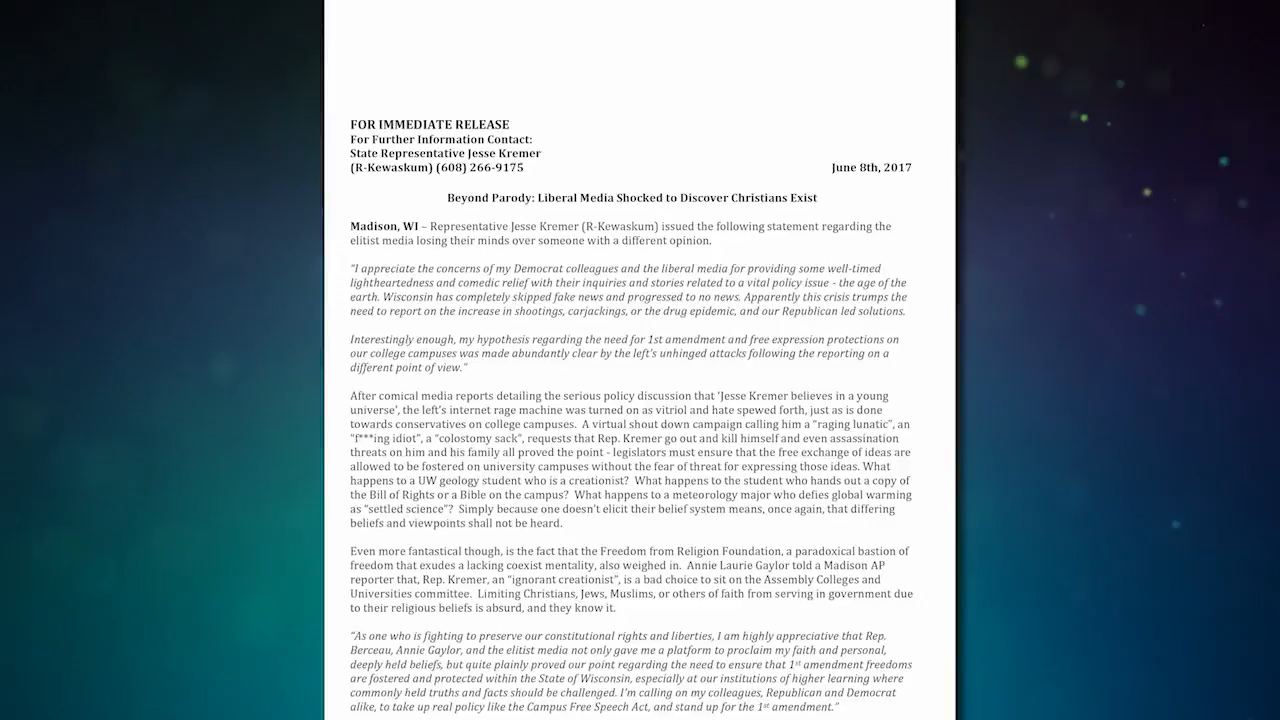 FOR IMMEDIATE RELEASE
For Further Information Contact:
State Representative Jesse Kremer
(R-Kewaskum) (608) 266-9175 June 8th, 2017
Beyond Parody: Liberal Media Shocked to Discover Christians Exist
Madison, WI – Representative Jesse Kremer (R-Kewaskum) issued the following statement regarding the
elitist media losing their minds over someone with a different opinion.
“I appreciate the concerns of my Democrat colleagues and the liberal media for providing some well-timed
lightheartedness and comedic relief with their inquiries and stories related to a vital policy issue - the age of the
earth. Wisconsin has completely skipped fake news and progressed to no news. Apparently this crisis trumps the
need to report on the increase in shootings, carjackings, or the drug epidemic, and our Republican led solutions.
Interestingly enough, my hypothesis regarding the need for 1st amendment and free expression protections on
our college campuses was made abundantly clear by the left’s unhinged attacks following the reporting on a
different point of view.”
After comical media reports detailing the serious policy discussion that ‘Jesse Kremer believes in a young
universe’, the left’s internet rage machine was turned on as vitriol and hate spewed forth, just as is done
towards conservatives on college campuses. A virtual shout down campaign calling him a “raging lunatic”, an
“f***ing idiot”, a “colostomy sack”, requests that Rep. Kremer go out and kill himself and even assassination
threats on him and his family all proved the point - legislators must ensure that the free exchange of ideas are
allowed to be fostered on university campuses without the fear of threat for expressing those ideas. What
happens to a UW geology student who is a creationist? What happens to the student who hands out a copy of
the Bill of Rights or a Bible on the campus? What happens to a meteorology major who defies global warming
as “settled science”? Simply because one doesn’t elicit their belief system means, once again, that differing
beliefs and viewpoints shall not be heard.
Even more fantastical though, is the fact that the Freedom from Religion Foundation, a paradoxical bastion of
freedom that exudes a lacking coexist mentality, also weighed in. Annie Laurie Gaylor told a Madison AP
reporter that, Rep. Kremer, an “ignorant creationist”, is a bad choice to sit on the Assembly Colleges and
Universities committee. Limiting Christians, Jews, Muslims, or others of faith from serving in government due
to their religious beliefs is absurd, and they know it.
“As one who is fighting to preserve our constitutional rights and liberties, I am highly appreciative that Rep.
Berceau, Annie Gaylor, and the elitist media not only gave me a platform to proclaim my faith and personal,
deeply held beliefs, but quite plainly proved our point regarding the need to ensure that 1st amendment freedoms
are fostered and protected within the State of Wisconsin, especially at our institutions of higher learning where
commonly held truths and facts should be challenged. I’m calling on my colleagues, Republican and Democrat
alike, to take up real policy like the Campus Free Speech Act, and stand up for the 1st amendment.”